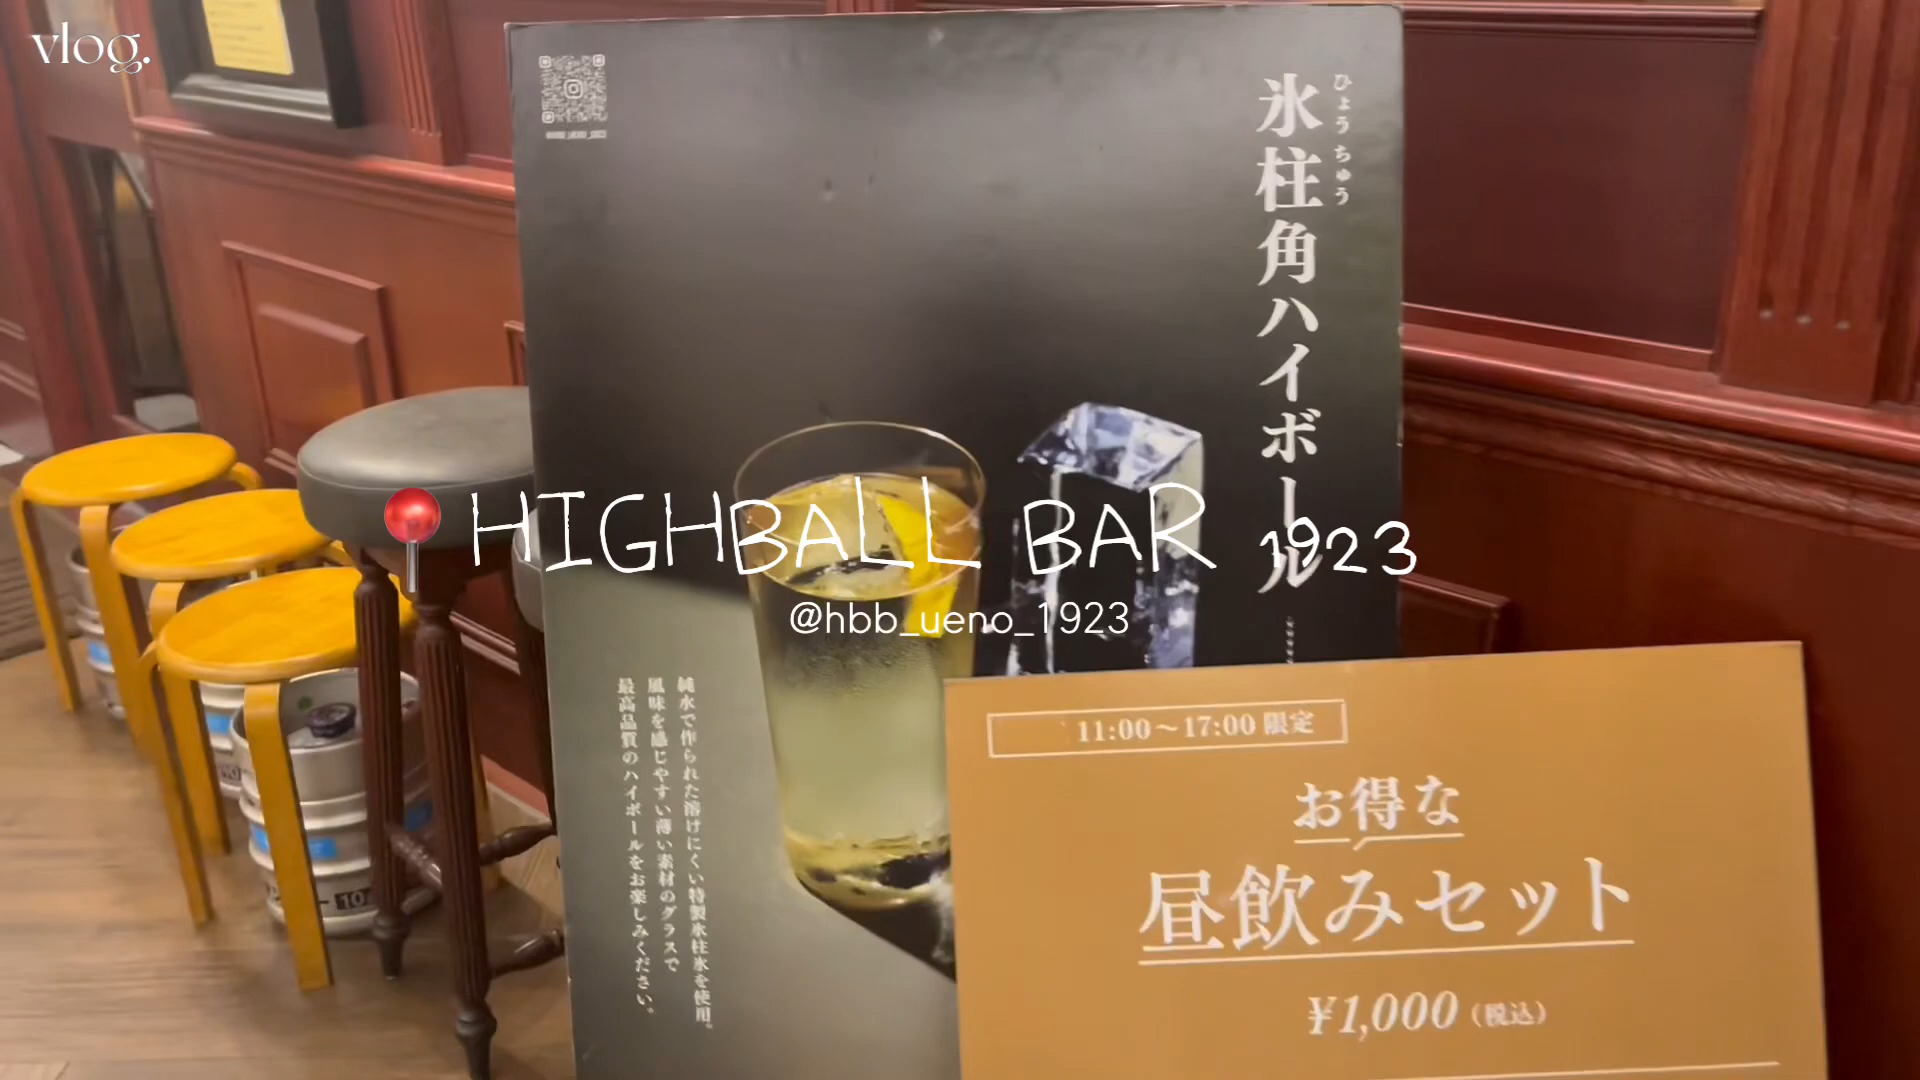 vlog.
氷柱角ハイボール
ひょうちゅう
📍HIGHBALL BAR 1923
@hbb_ueno_1923
純水で作られた溶けにくい特製氷柱氷を使用。
風味を感じやすい薄い素材のグラスで
最高品質のハイボールをお楽しみください。
11:00～17:00 限定
お得な
昼飲みセット
¥1,000（税込）